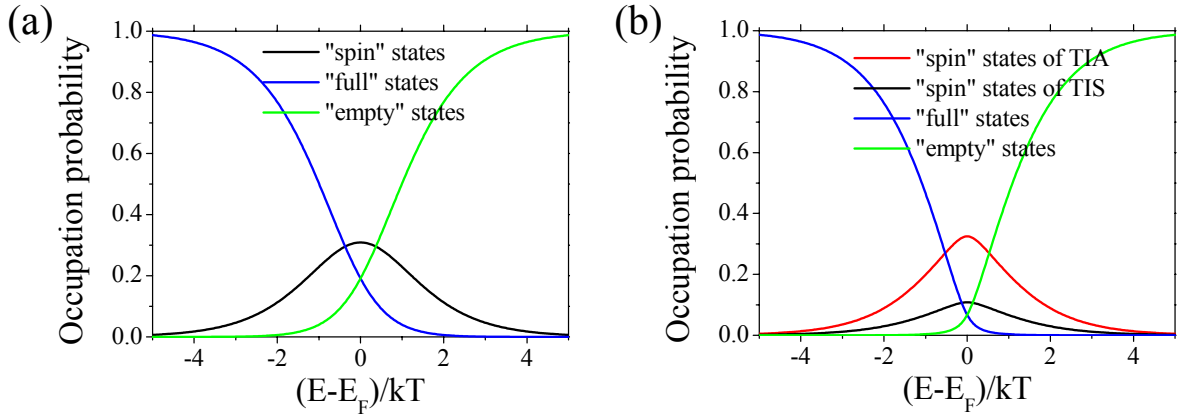 (a)
Occupation probability
1.0
0.8
0.6
0.4
0.2
0.0
"spin" states
"full" states
"empty" states
-4
-2
0
2
4
(E-E_F)/kT
(b)
Occupation probability
1.0
0.8
0.6
0.4
0.2
0.0
"spin" states of TIA
"spin" states of TIS
"full" states
"empty" states
-4
-2
0
2
4
(E-E_F)/kT